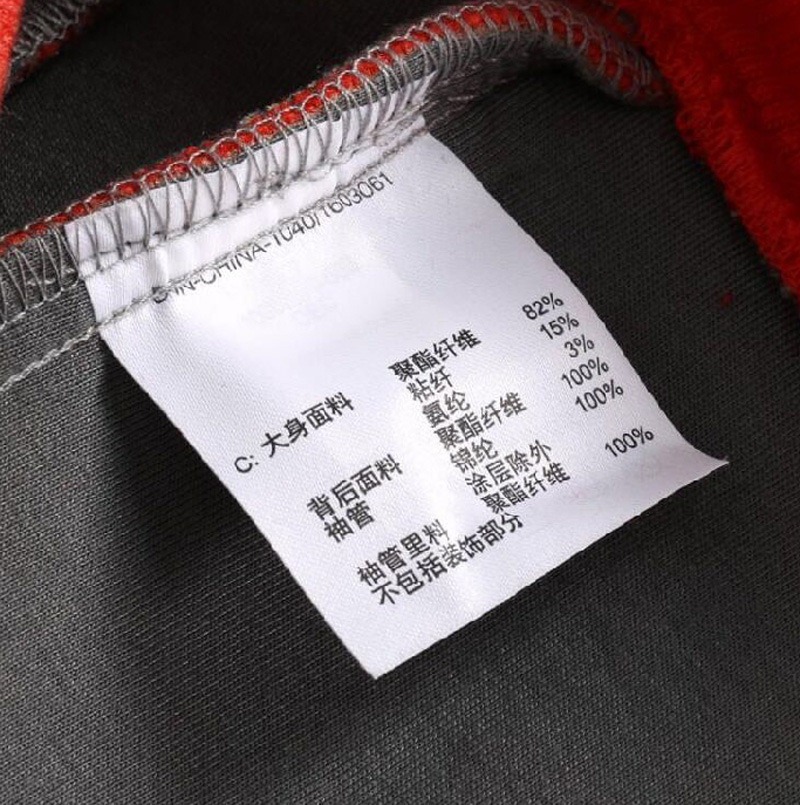 CHN-CHINA-1040/1603061
C: 大身面料 聚酯纤维 82%
粘纤 15%
氨纶 3%
背后面料 聚酯纤维 100%
袖管 锦纶 100%
涂层除外
袖管里料 聚酯纤维 100%
不包括装饰部分